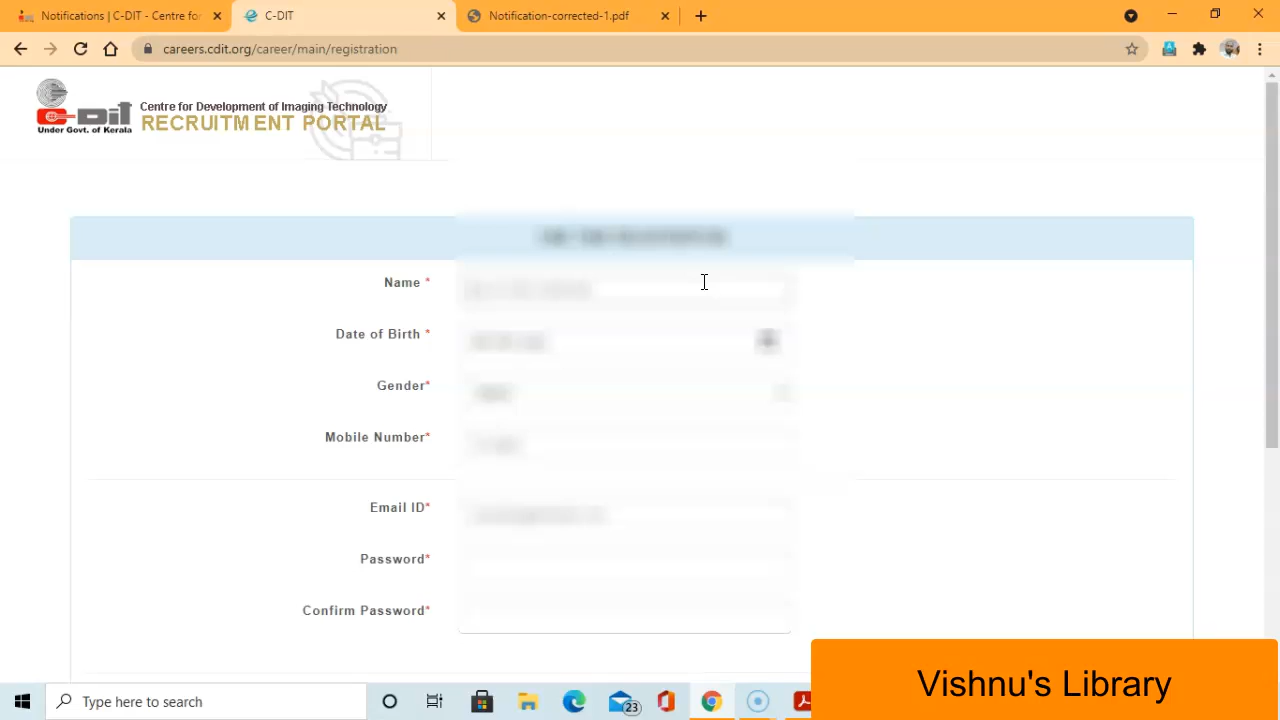 Notifications | C-DIT - Centre for
C-DIT
Notification-corrected-1.pdf
careers.cdit.org/career/main/registration
C-DIT
Under Govt. of Kerala
Centre for Development of Imaging Technology
RECRUITMENT PORTAL
Name *
Date of Birth *
Gender*
Mobile Number*
Email ID*
Password*
Confirm Password*
Vishnu's Library
Type here to search
23